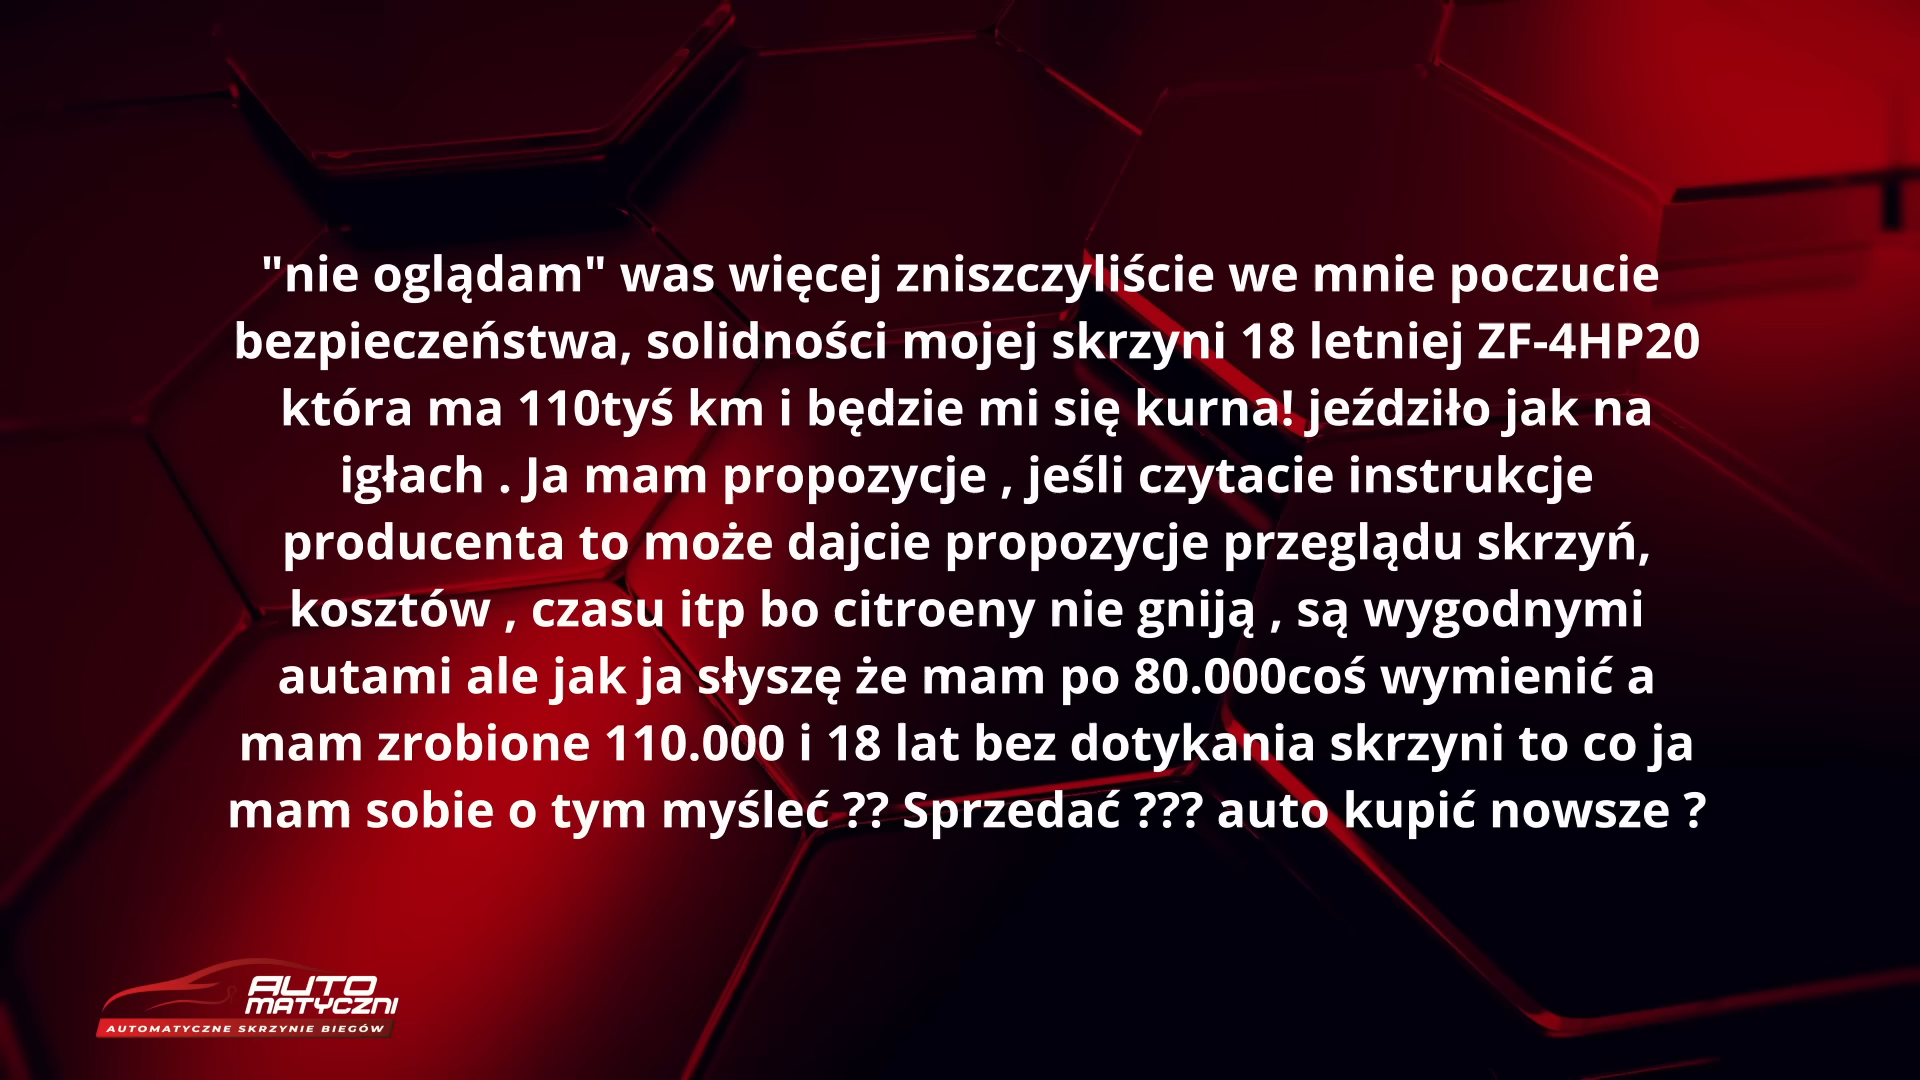 "nie oglądam" was więcej zniszczyliście we mnie poczucie
bezpieczeństwa, solidności mojej skrzyni 18 letniej ZF-4HP20
która ma 110tyś km i będzie mi się kurna! jeździło jak na
igłach . Ja mam propozycje , jeśli czytacie instrukcje
producenta to może dajcie propozycje przeglądu skrzyń,
kosztów , czasu itp bo citroeny nie gniją , są wygodnymi
autami ale jak ja słyszę że mam po 80.000coś wymienić a
mam zrobione 110.000 i 18 lat bez dotykania skrzyni to co ja
mam sobie o tym myśleć ?? Sprzedać ??? auto kupić nowsze ?
AUTO
MATYCZNI
AUTOMATYCZNE SKRZYNIE BIEGÓW